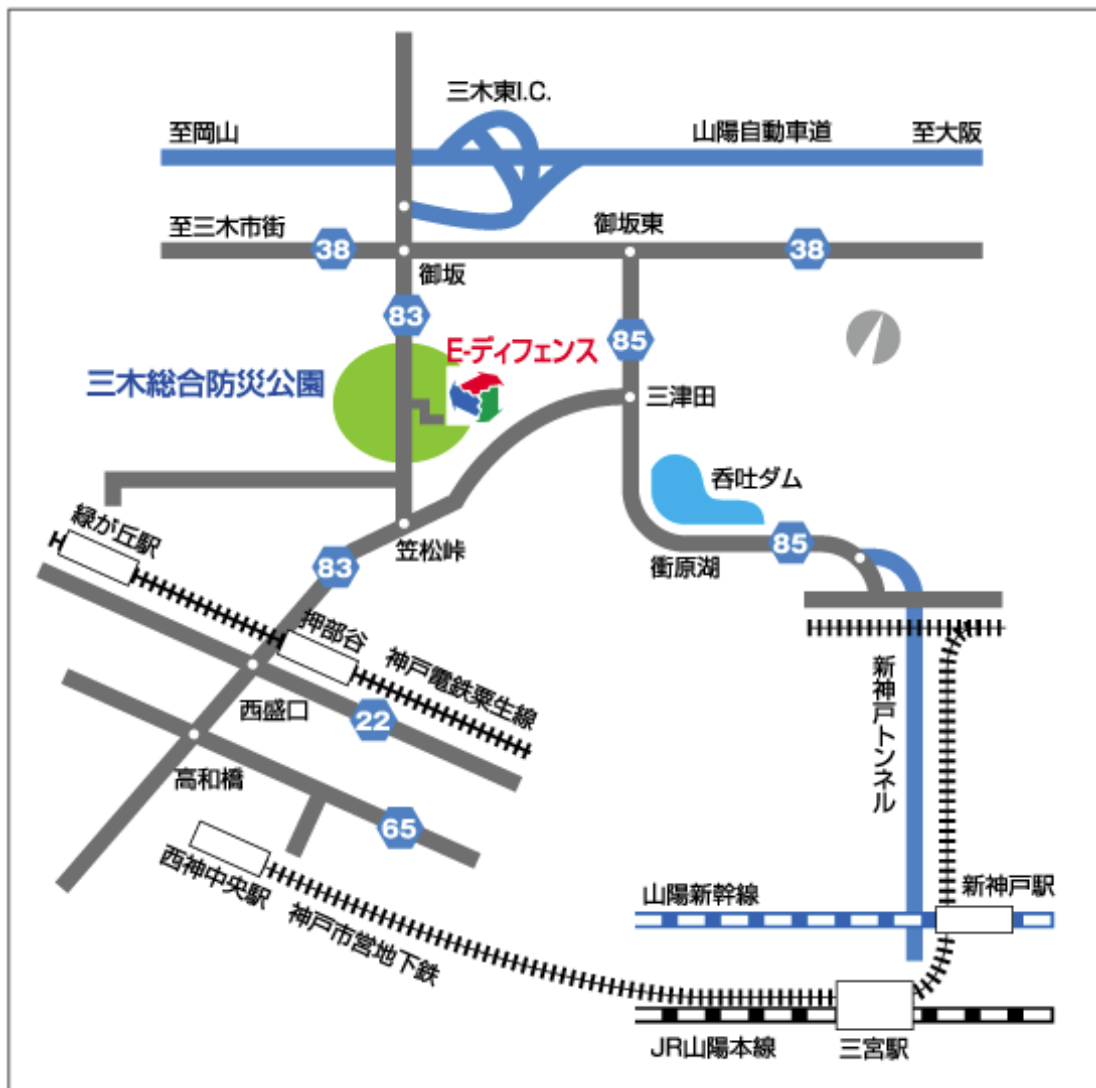 三木東I.C.
至岡山
山陽自動車道
至大阪
至三木市街
38
御坂東
38
御坂
83
85
E-ディフェンス
三木総合防災公園
三津田
呑吐ダム
緑が丘駅
笠松峠
85
衝原湖
83
押部谷
神戸電鉄粟生線
新神戸トンネル
西盛口
22
高和橋
65
西神中央駅
神戸市営地下鉄
山陽新幹線
新神戸駅
JR山陽本線
三宮駅